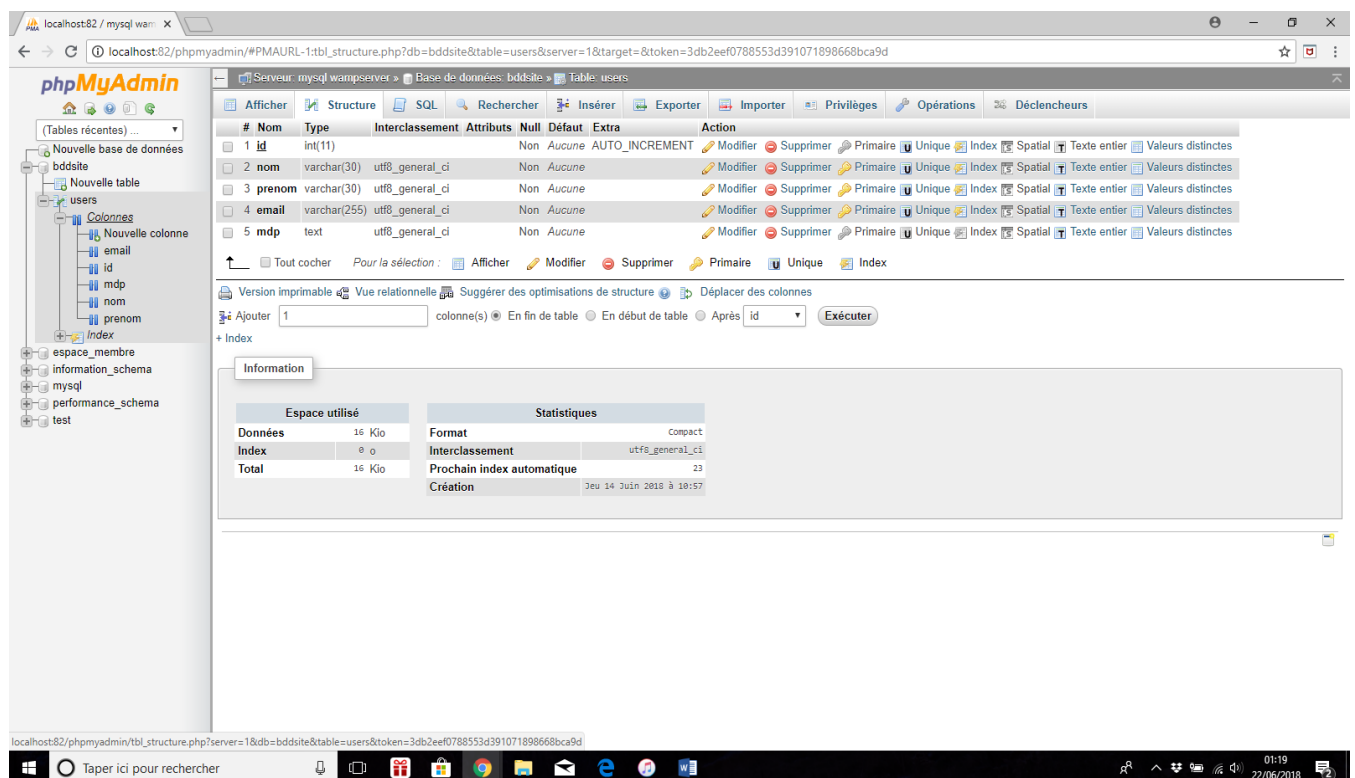 localhost:82 / mysql wam
localhost:82/phpmyadmin/#PMAURL-1:tbl_structure.php?db=bddsite&table=users&server=1&target=&token=3db2eef0788553d391071898668bca9d
phpMyAdmin
(Tables récentes) ...
Nouvelle base de données
bddsite
Nouvelle table
users
Colonnes
Nouvelle colonne
email
id
mdp
nom
prenom
Index
espace_membre
information_schema
mysql
performance_schema
test
Serveur: mysql wampserver » Base de données: bddsite » Table: users
Afficher Structure SQL Rechercher Insérer Exporter Importer Privilèges Opérations Déclencheurs
# Nom Type Interclassement Attributs Null Défaut Extra Action
1 id int(11) Non Aucune AUTO_INCREMENT Modifier Supprimer Primaire Unique Index Spatial Texte entier Valeurs distinctes
2 nom varchar(30) utf8_general_ci Non Aucune Modifier Supprimer Primaire Unique Index Spatial Texte entier Valeurs distinctes
3 prenom varchar(30) utf8_general_ci Non Aucune Modifier Supprimer Primaire Unique Index Spatial Texte entier Valeurs distinctes
4 email varchar(255) utf8_general_ci Non Aucune Modifier Supprimer Primaire Unique Index Spatial Texte entier Valeurs distinctes
5 mdp text utf8_general_ci Non Aucune Modifier Supprimer Primaire Unique Index Spatial Texte entier Valeurs distinctes
Tout cocher Pour la sélection : Afficher Modifier Supprimer Primaire Unique Index
Version imprimable Vue relationnelle Suggérer des optimisations de structure Déplacer des colonnes
Ajouter 1 colonne(s) En fin de table En début de table Après id Exécuter
+ Index
Information
Espace utilisé
Données 16 Kio
Index 0 o
Total 16 Kio
Statistiques
Format Compact
Interclassement utf8_general_ci
Prochain index automatique 23
Création Jeu 14 Juin 2018 à 10:57
localhost:82/phpmyadmin/tbl_structure.php?server=1&db=bddsite&table=users&token=3db2eef0788553d391071898668bca9d
Taper ici pour rechercher
01:19
22/06/2018